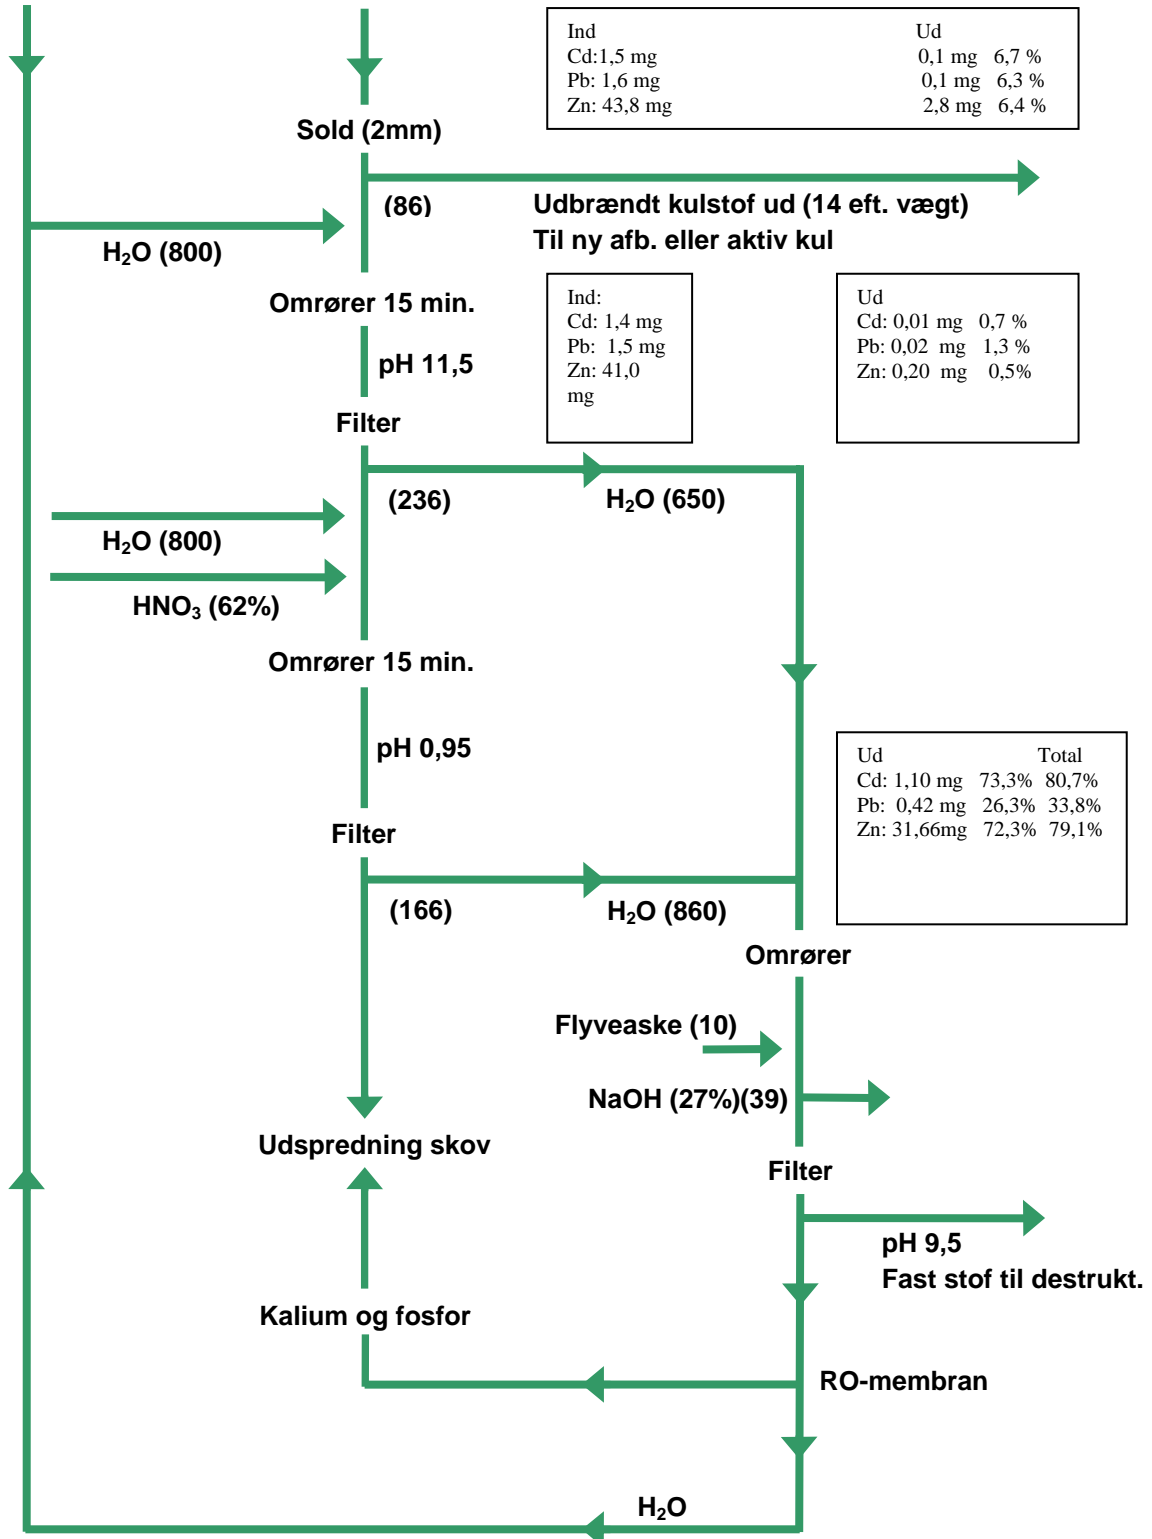 Ind Ud
Cd:1,5 mg 0,1 mg 6,7 %
Pb: 1,6 mg 0,1 mg 6,3 %
Zn: 43,8 mg 2,8 mg 6,4 %
Sold (2mm)
(86)
Udbrændt kulstof ud (14 eft. vægt)
Til ny afb. eller aktiv kul
H₂O (800)
Omrører 15 min.
Ind:
Cd: 1,4 mg
Pb: 1,5 mg
Zn: 41,0
mg
Ud
Cd: 0,01 mg 0,7 %
Pb: 0,02 mg 1,3 %
Zn: 0,20 mg 0,5%
pH 11,5
Filter
(236)
H₂O (650)
H₂O (800)
HNO₃ (62%)
Omrører 15 min.
pH 0,95
Ud Total
Cd: 1,10 mg 73,3% 80,7%
Pb: 0,42 mg 26,3% 33,8%
Zn: 31,66mg 72,3% 79,1%
Filter
(166)
H₂O (860)
Omrører
Flyveaske (10)
NaOH (27%)(39)
Udspredning skov
Filter
pH 9,5
Fast stof til destrukt.
Kalium og fosfor
RO-membran
H₂O